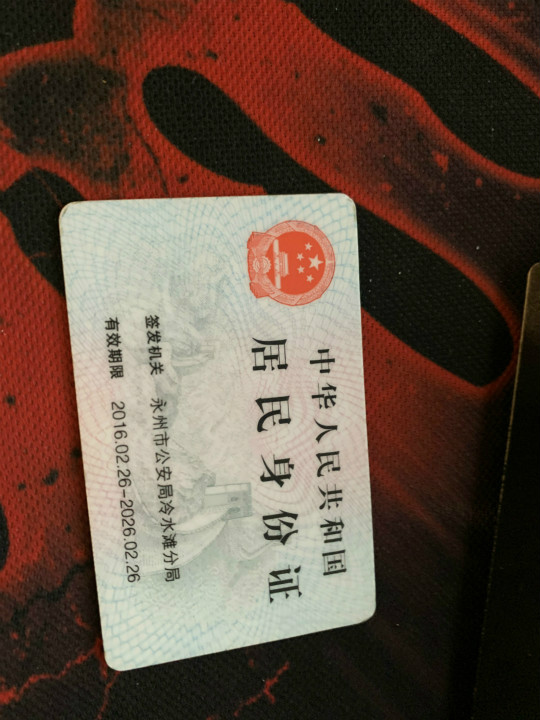 中华人民共和国
居民身份证
签发机关 永州市公安局冷水滩分局
有效期限 2016.02.26-2026.02.26